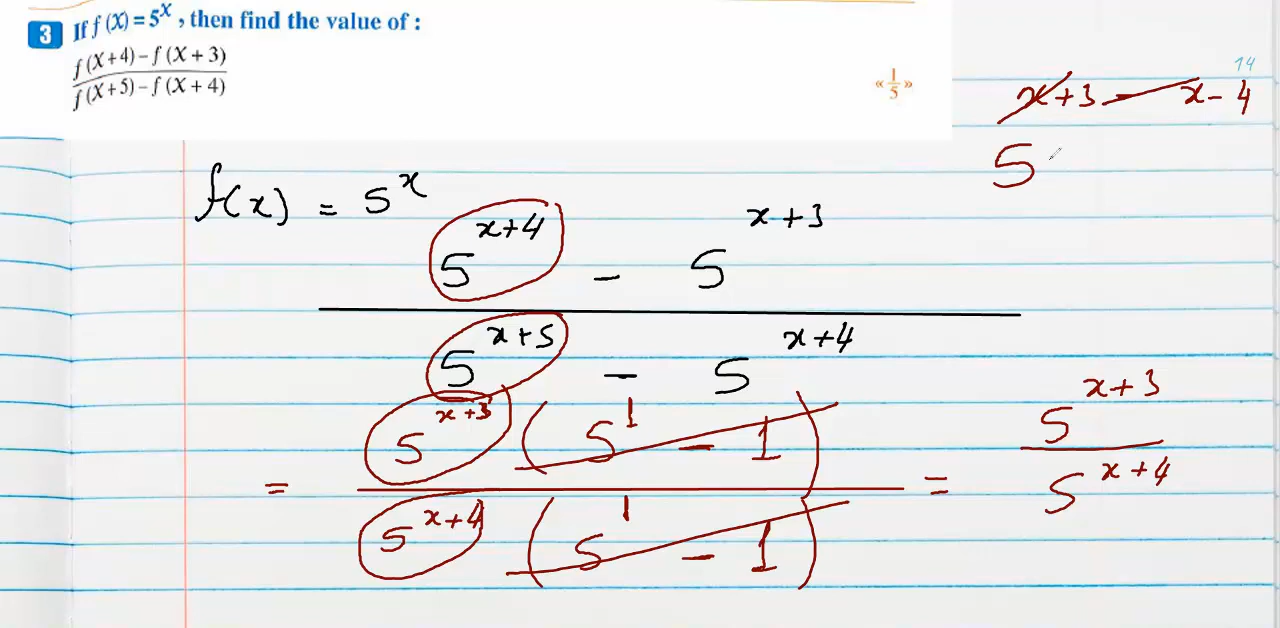 3 If f (X) = 5^X , then find the value of :
f (X+4) – f (X + 3)
f (X+5) – f (X + 4)
« 1/5 »
14
x+3 — x – 4
5
f(x) = 5^x
5^x+4 – 5^x+3
5^x+5 – 5^x+4
= 5^x+3 ( 5^1 – 1 ) = 5^x+3
5^x+4 ( 5^1 – 1 ) 5^x+4